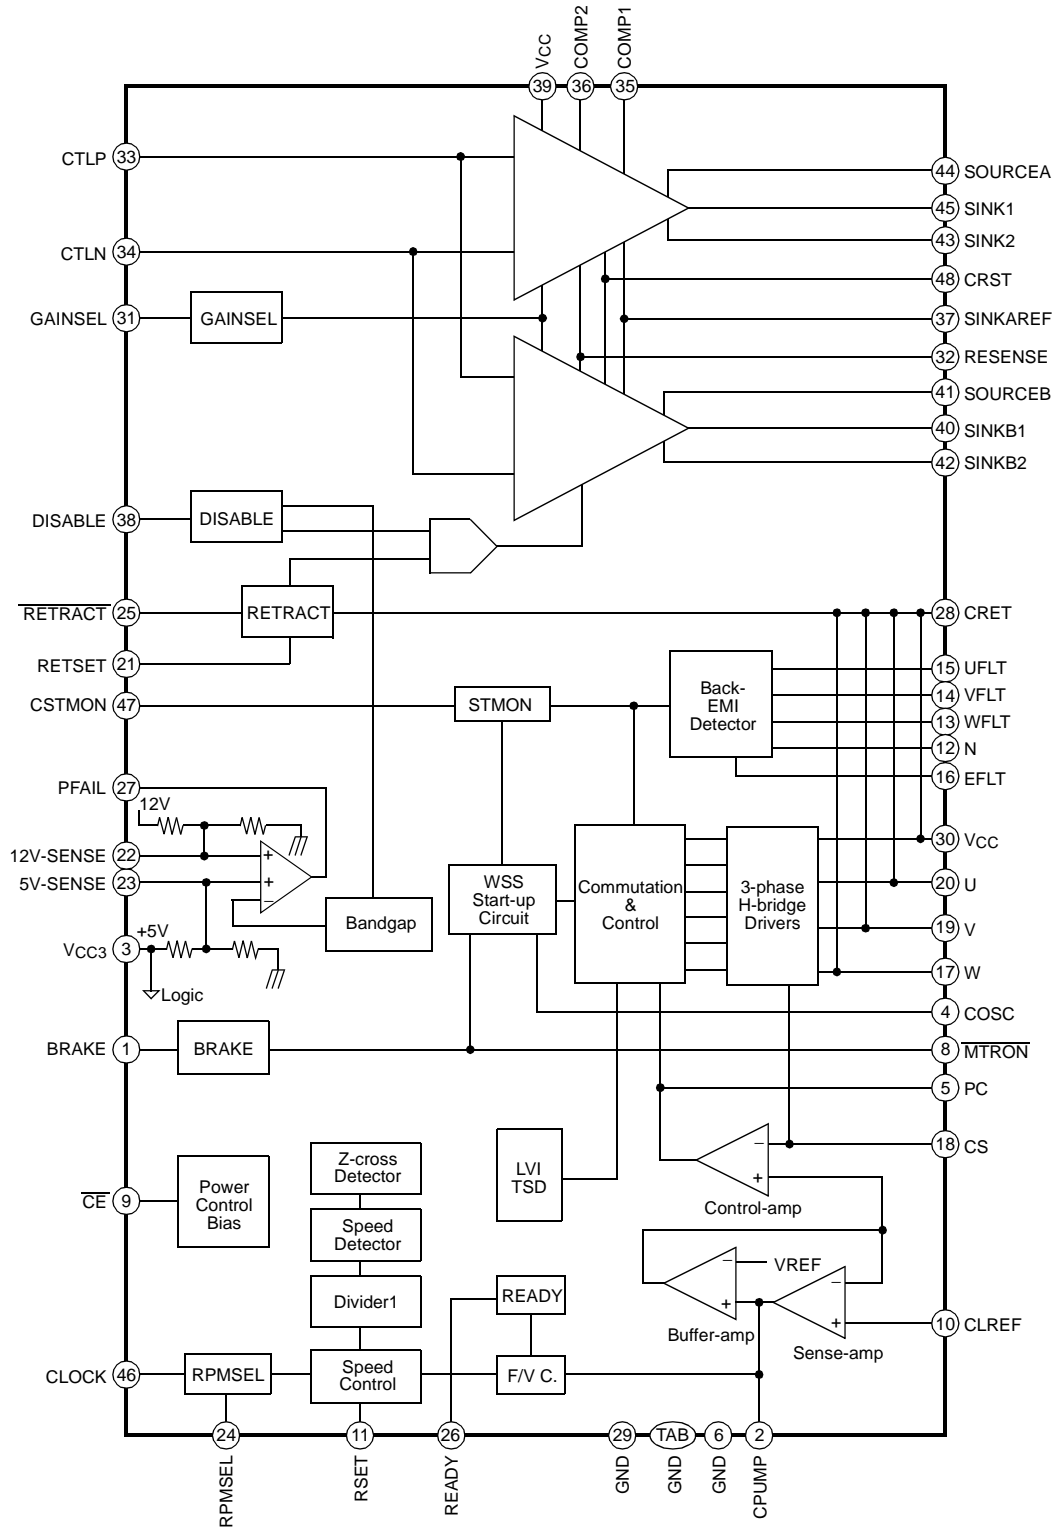 VCC
COMP2
COMP1
39
36
35
CTLP
33
44
SOURCEA
45
SINK1
43
SINK2
CTLN
34
48
CRST
GAINSEL
31
GAINSEL
37
SINKAREF
32
RESENSE
41
SOURCEB
40
SINKB1
42
SINKB2
DISABLE
38
DISABLE
RETRACT
25
RETRACT
28
CRET
RETSET
21
15
UFLT
CSTMON
47
STMON
Back-
EMI
Detector
14
VFLT
13
WFLT
12
N
16
EFLT
PFAIL
27
12V
12V-SENSE
22
+
5V-SENSE
23
+
−
Bandgap
WSS
Start-up
Circuit
Commutation
&
Control
3-phase
H-bridge
Drivers
30
VCC
20
U
19
V
17
W
VCC3
3
+5V
Logic
4
COSC
BRAKE
1
BRAKE
8
MTRON
5
PC
−
18
CS
+
Control-amp
Z-cross
Detector
LVI
TSD
CE
9
Power
Control
Bias
Speed
Detector
−
VREF
+
Buffer-amp
−
+
Sense-amp
10
CLREF
Divider1
READY
CLOCK
46
RPMSEL
Speed
Control
F/V C.
24
11
26
29
TAB
6
2
RPMSEL
RSET
READY
GND
GND
GND
CPUMP